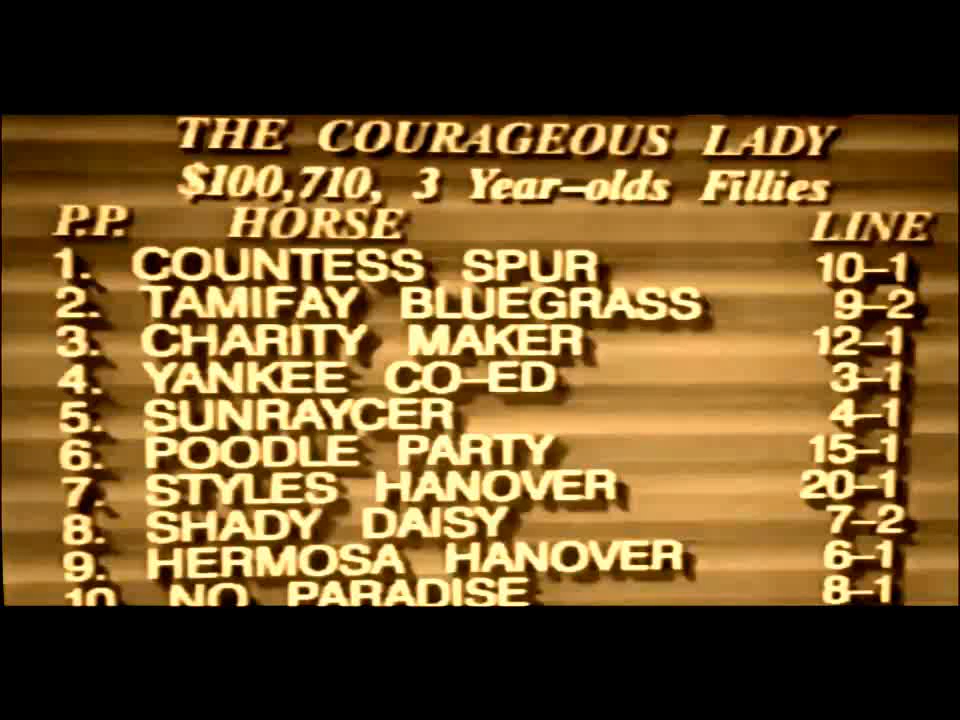 THE COURAGEOUS LADY
$100,710, 3 Year-olds Fillies
P.P. HORSE LINE
1. COUNTESS SPUR 10-1
2. TAMIFAY BLUEGRASS 9-2
3. CHARITY MAKER 12-1
4. YANKEE CO-ED 3-1
5. SUNRAYCER 4-1
6. POODLE PARTY 15-1
7. STYLES HANOVER 20-1
8. SHADY DAISY 7-2
9. HERMOSA HANOVER 6-1
10. NO PARADISE 8-1